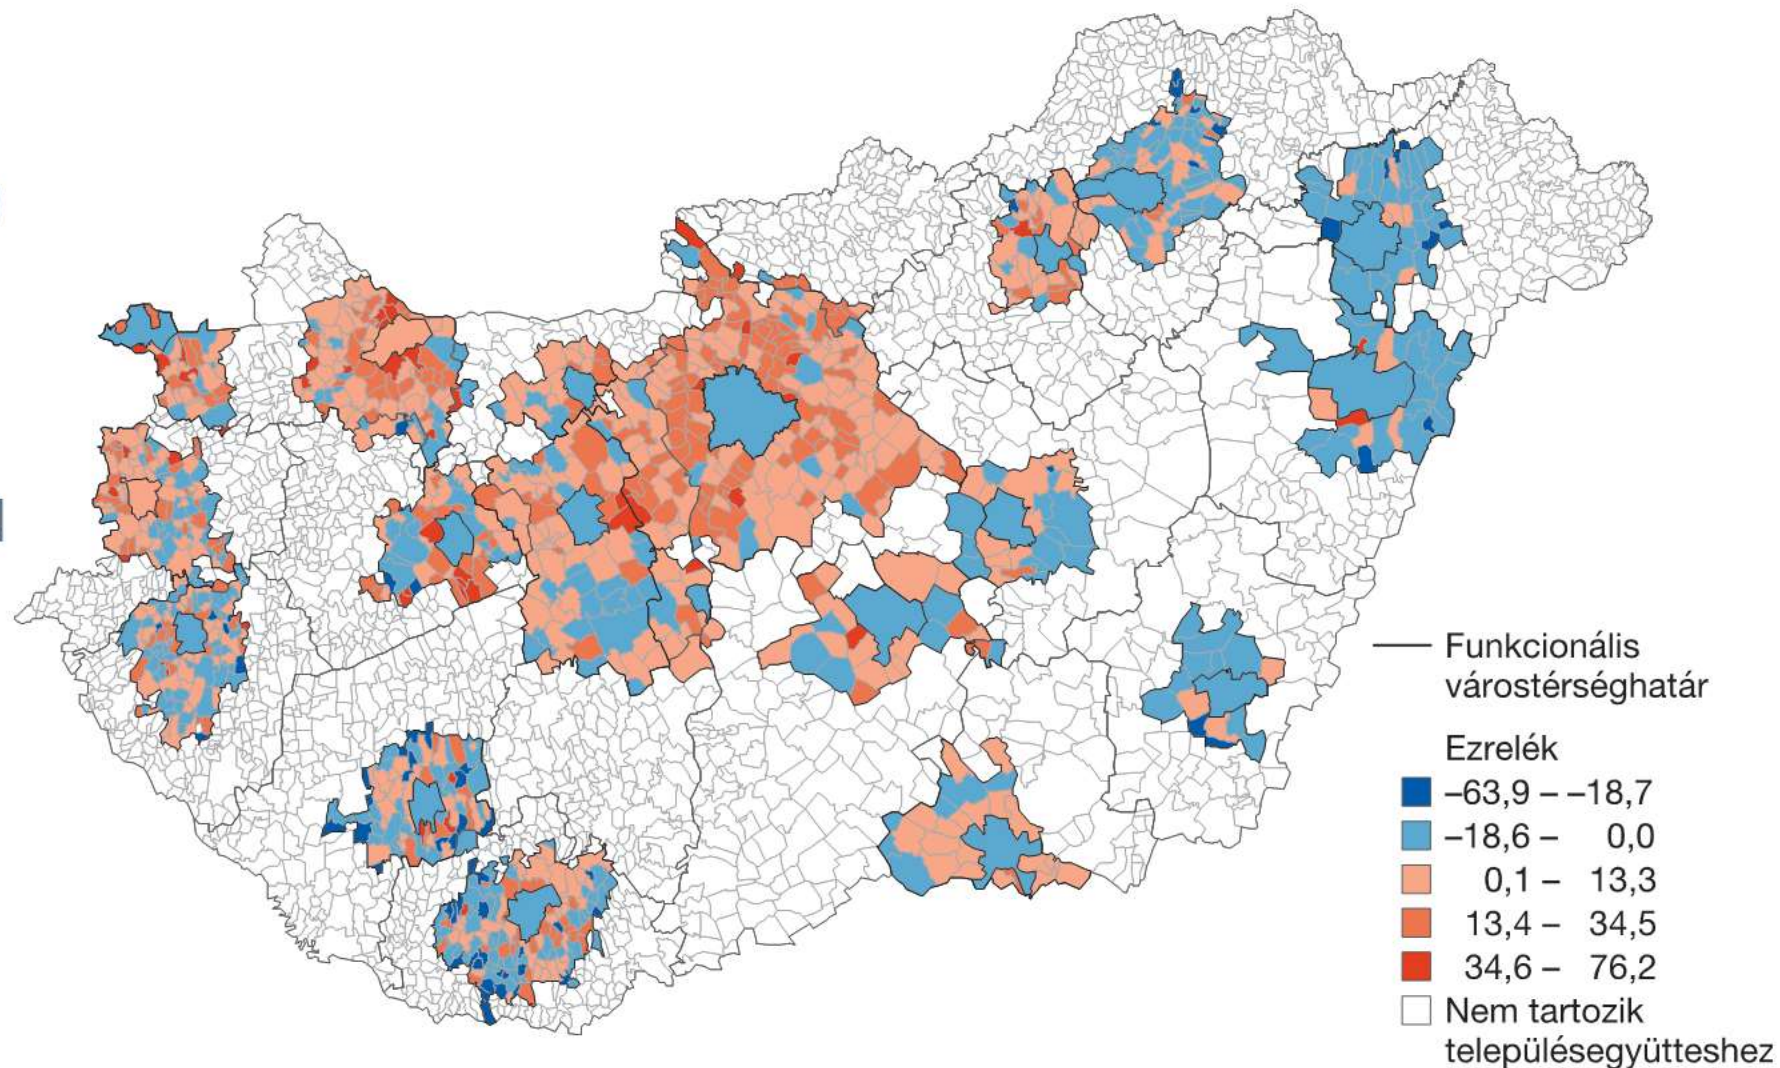 Funkcionális
várostérséghatár
Ezrelék
–63,9 – –18,7
–18,6 – 0,0
0,1 – 13,3
13,4 – 34,5
34,6 – 76,2
Nem tartozik
településegyütteshez